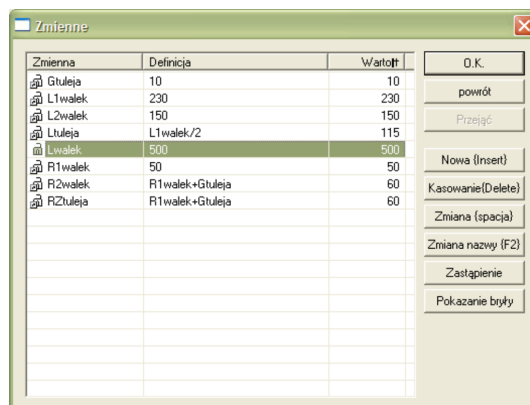 Zmienne
Zmienna Definicja Wartoł‡
Gtuleja 10 10
L1walek 230 230
L2walek 150 150
Ltuleja L1walek/2 115
Lwalek 500 500
R1walek 50 50
R2walek R1walek+Gtuleja 60
RZtuleja R1walek+Gtuleja 60
O.K.
powrót
Przejąć
Nowa {Insert}
Kasowanie{Delete}
Zmiana {spacja}
Zmiana nazwy {F2}
Zastąpienie
Pokazanie bryły